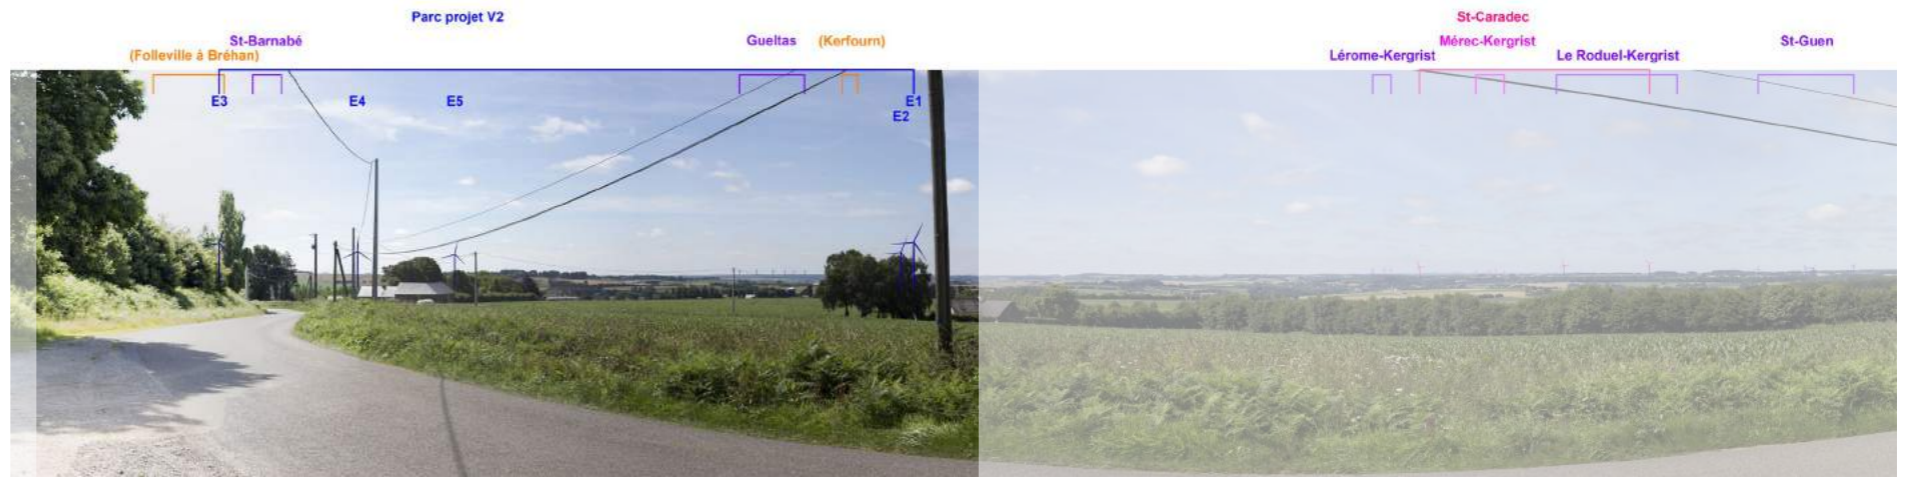 Parc projet V2
St-Caradec
St-Barnabé
Gueltas
(Kerfourn)
Mérec-Kergrist
St-Guen
(Folleville à Bréhan)
Lérome-Kergrist
Le Roduel-Kergrist
E3
E4
E5
E1
E2